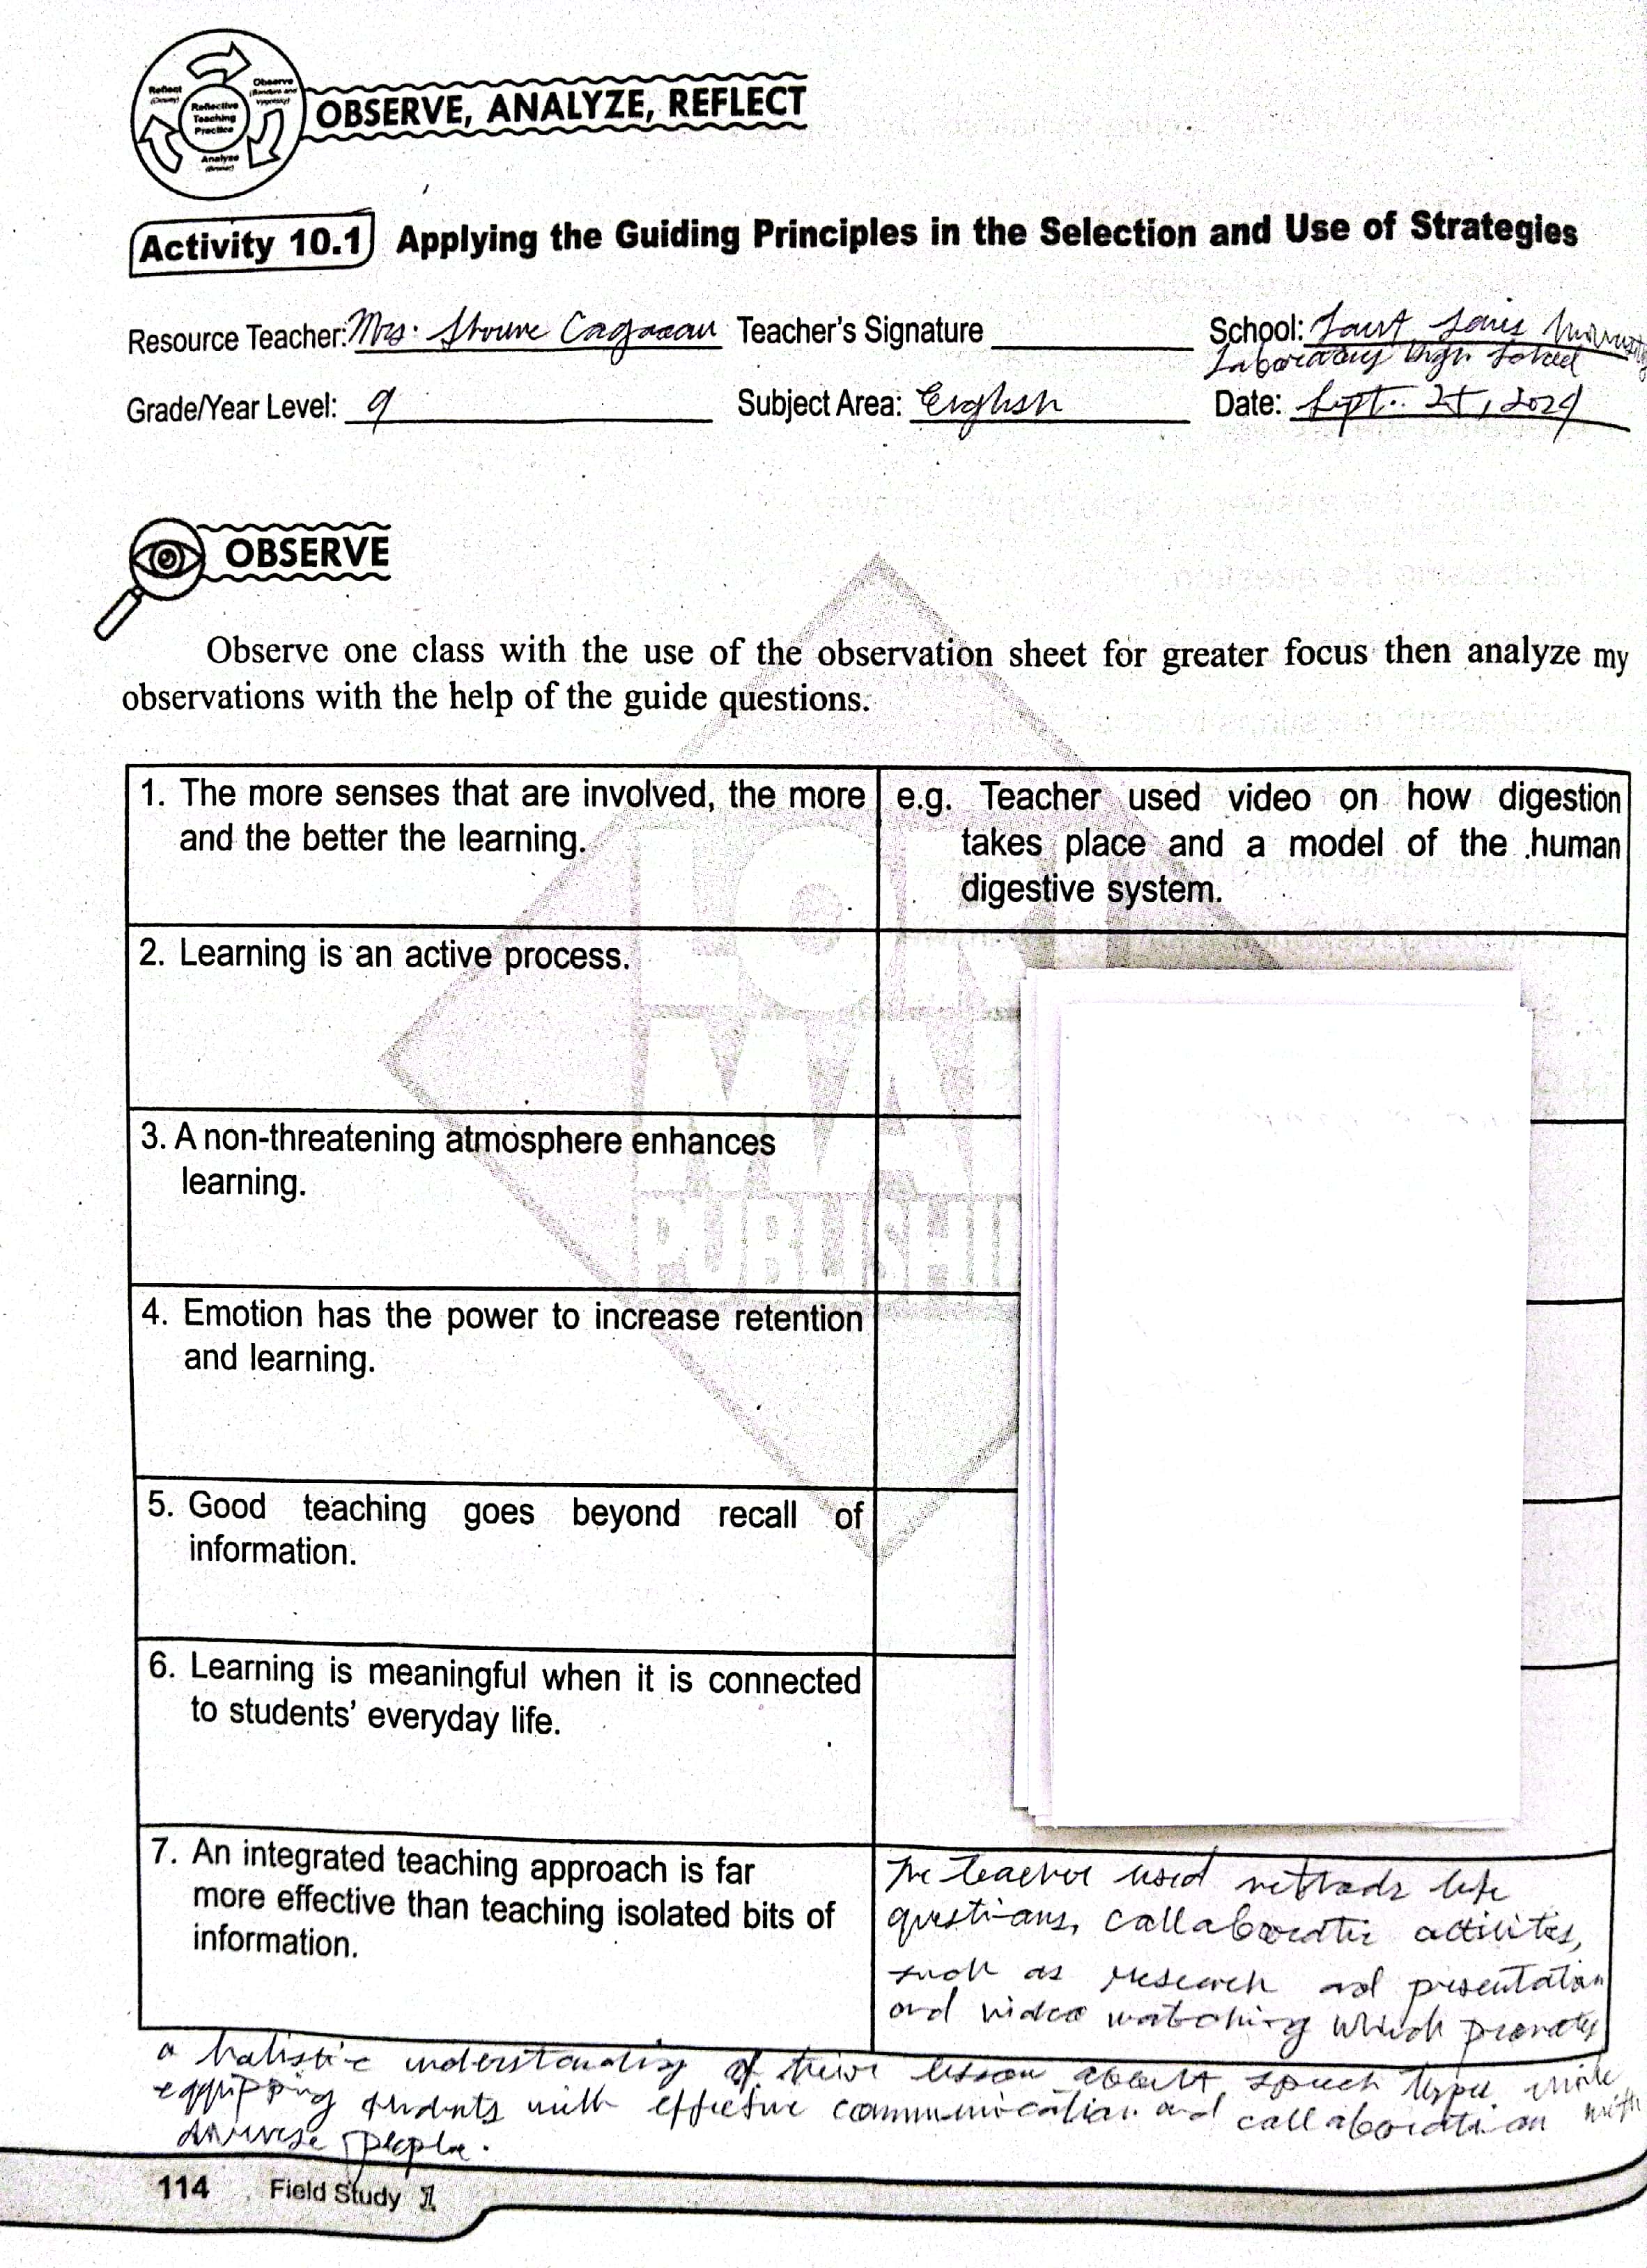 Reflect
(Dewey)
Observe
(Bandura and
Vygotsky)
Reflective
Teaching
Practice
Analyze
(Bruner)
OBSERVE, ANALYZE, REFLECT
Activity 10.1 Applying the Guiding Principles in the Selection and Use of Strategies
Resource Teacher: Mrs. Teacher's Signature School: Saint Louis University
Laboratory High School
Grade/Year Level: 9 Subject Area: English Date: Sept. 25, 2024
OBSERVE
Observe one class with the use of the observation sheet for greater focus then analyze my
observations with the help of the guide questions.
1. The more senses that are involved, the more
and the better the learning.
e.g. Teacher used video on how digestion
takes place and a model of the human
digestive system.
2. Learning is an active process.
3. A non-threatening atmosphere enhances
learning.
4. Emotion has the power to increase retention
and learning.
5. Good teaching goes beyond recall of
information.
6. Learning is meaningful when it is connected
to students' everyday life.
7. An integrated teaching approach is far
more effective than teaching isolated bits of
information.
The teacher used methods like
questions, collaborative activities,
such as research and presentation
and video watching which promotes
a holistic understanding of their lesson about speech types while
equipping students with effective communication and collaboration with
diverse people.
114 Field Study 1
PUBLISHI